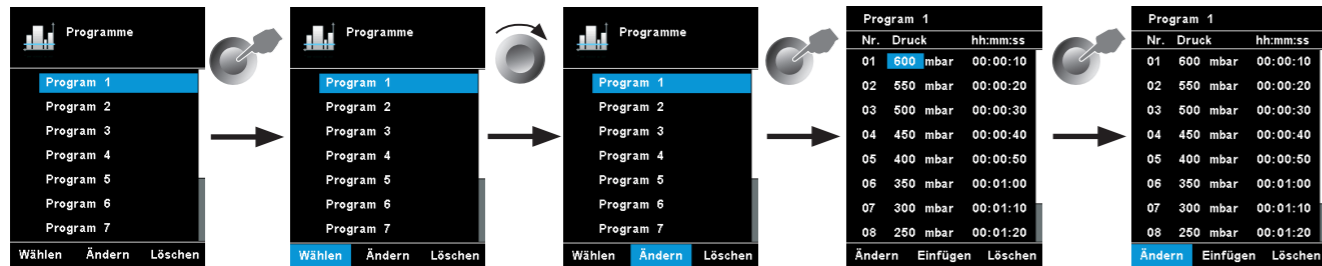 Programme
Program 1
Program 2
Program 3
Program 4
Program 5
Program 6
Program 7
Wählen Ändern Löschen
Programme
Program 1
Program 2
Program 3
Program 4
Program 5
Program 6
Program 7
Wählen Ändern Löschen
Programme
Program 1
Program 2
Program 3
Program 4
Program 5
Program 6
Program 7
Wählen Ändern Löschen
Program 1
Nr. Druck hh:mm:ss
01 600 mbar 00:00:10
02 550 mbar 00:00:20
03 500 mbar 00:00:30
04 450 mbar 00:00:40
05 400 mbar 00:00:50
06 350 mbar 00:01:00
07 300 mbar 00:01:10
08 250 mbar 00:01:20
Ändern Einfügen Löschen
Program 1
Nr. Druck hh:mm:ss
01 600 mbar 00:00:10
02 550 mbar 00:00:20
03 500 mbar 00:00:30
04 450 mbar 00:00:40
05 400 mbar 00:00:50
06 350 mbar 00:01:00
07 300 mbar 00:01:10
08 250 mbar 00:01:20
Ändern Einfügen Löschen